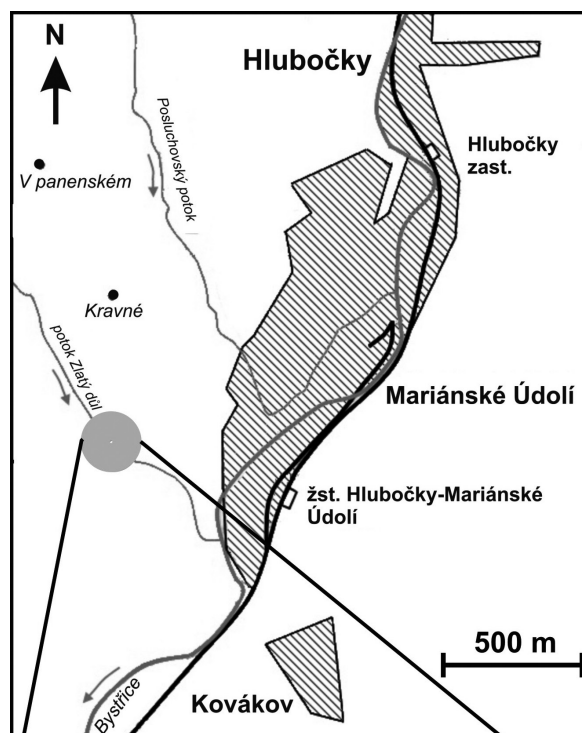 N
Hlubočky
Posluchovský potok
Hlubočky
zast.
V panenském
Kravné
potok Zlatý důl
Mariánské Údolí
žst. Hlubočky-Mariánské
Údolí
500 m
Kovákov
Bystřice